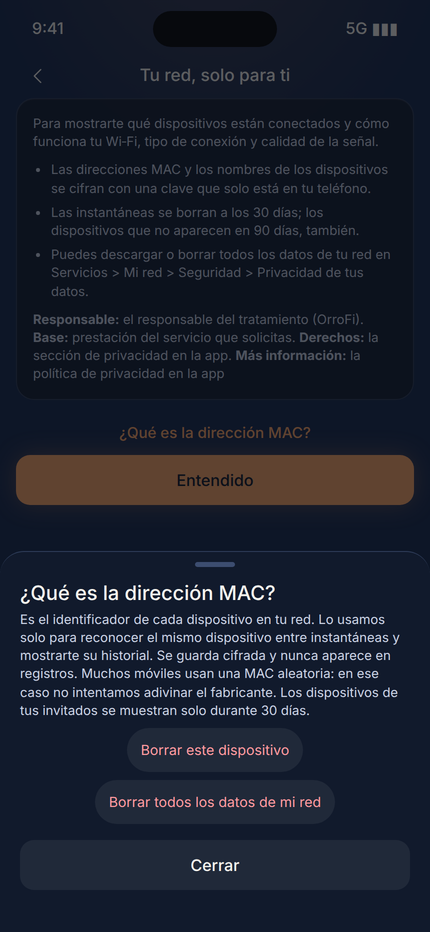 9:41
5G
Tu red, solo para ti
Para mostrarte qué dispositivos están conectados y cómo
funciona tu Wi-Fi, tipo de conexión y calidad de la señal.
• Las direcciones MAC y los nombres de los dispositivos
se cifran con una clave que solo está en tu teléfono.
• Las instantáneas se borran a los 30 días; los
dispositivos que no aparecen en 90 días, también.
• Puedes descargar o borrar todos los datos de tu red en
Servicios > Mi red > Seguridad > Privacidad de tus
datos.
Responsable: el responsable del tratamiento (OrroFi).
Base: prestación del servicio que solicitas. Derechos: la
sección de privacidad en la app. Más información: la
política de privacidad en la app
¿Qué es la dirección MAC?
Entendido
¿Qué es la dirección MAC?
Es el identificador de cada dispositivo en tu red. Lo usamos
solo para reconocer el mismo dispositivo entre instantáneas y
mostrarte su historial. Se guarda cifrada y nunca aparece en
registros. Muchos móviles usan una MAC aleatoria: en ese
caso no intentamos adivinar el fabricante. Los dispositivos de
tus invitados se muestran solo durante 30 días.
Borrar este dispositivo
Borrar todos los datos de mi red
Cerrar